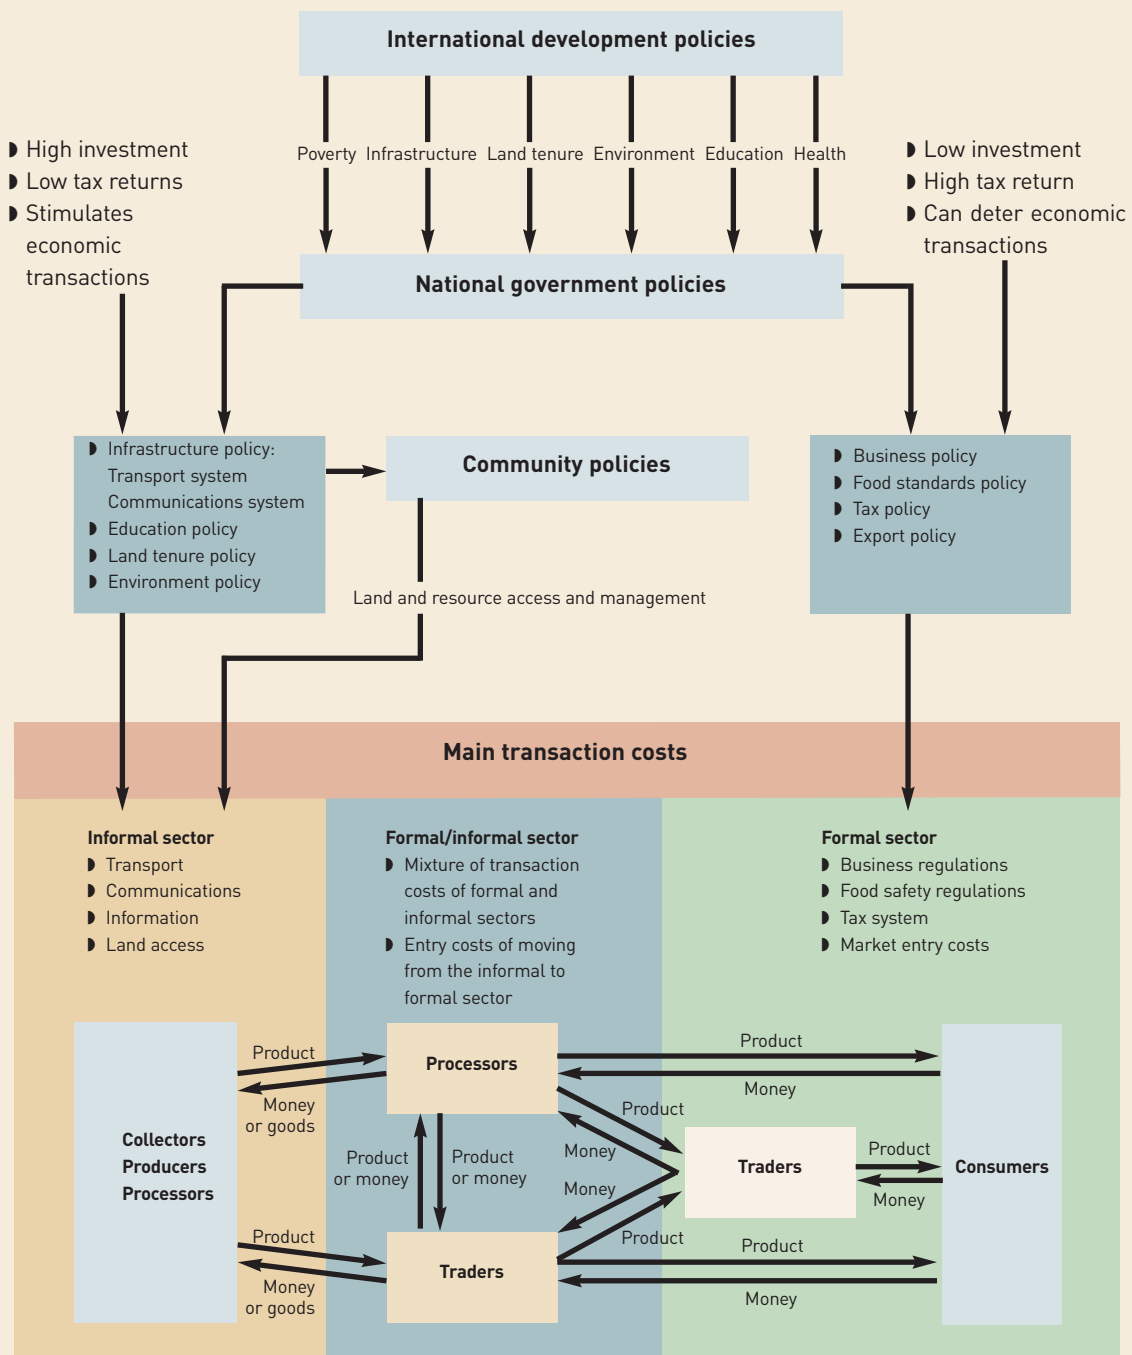 International development policies
Poverty Infrastructure Land tenure Environment Education Health
High investment
Low tax returns
Stimulates
economic
transactions
Low investment
High tax return
Can deter economic
transactions
National government policies
Infrastructure policy:
Transport system
Communications system
Education policy
Land tenure policy
Environment policy
Community policies
Business policy
Food standards policy
Tax policy
Export policy
Land and resource access and management
Main transaction costs
Informal sector
Transport
Communications
Information
Land access
Formal/informal sector
Mixture of transaction
costs of formal and
informal sectors
Entry costs of moving
from the informal to
formal sector
Formal sector
Business regulations
Food safety regulations
Tax system
Market entry costs
Collectors
Producers
Processors
Product
Money
or goods
Product
Money
or goods
Processors
Product
or money
Product
or money
Traders
Product
Money
Product
Money
Money
Product
Traders
Product
Money
Product
Money
Consumers